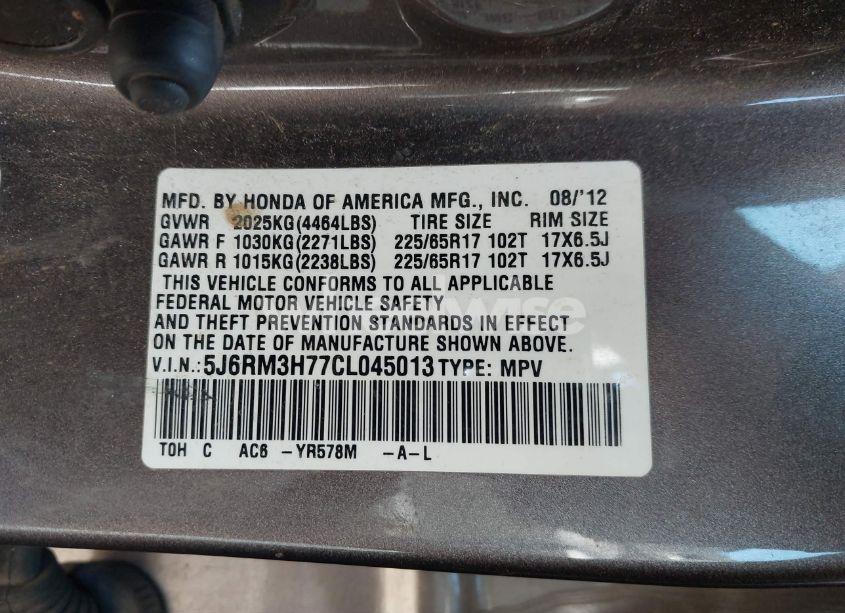 MFD. BY HONDA OF AMERICA MFG., INC. 08/'12
GVWR 2025KG(4464LBS) TIRE SIZE RIM SIZE
GAWR F 1030KG(2271LBS) 225/65R17 102T 17X6.5J
GAWR R 1015KG(2238LBS) 225/65R17 102T 17X6.5J
THIS VEHICLE CONFORMS TO ALL APPLICABLE
FEDERAL MOTOR VEHICLE SAFETY
AND THEFT PREVENTION STANDARDS IN EFFECT
ON THE DATE OF MANUFACTURE SHOWN ABOVE.
V.I.N.:5J6RM3H77CL045013 TYPE: MPV
TOH C AC6 -YR578M -A-L